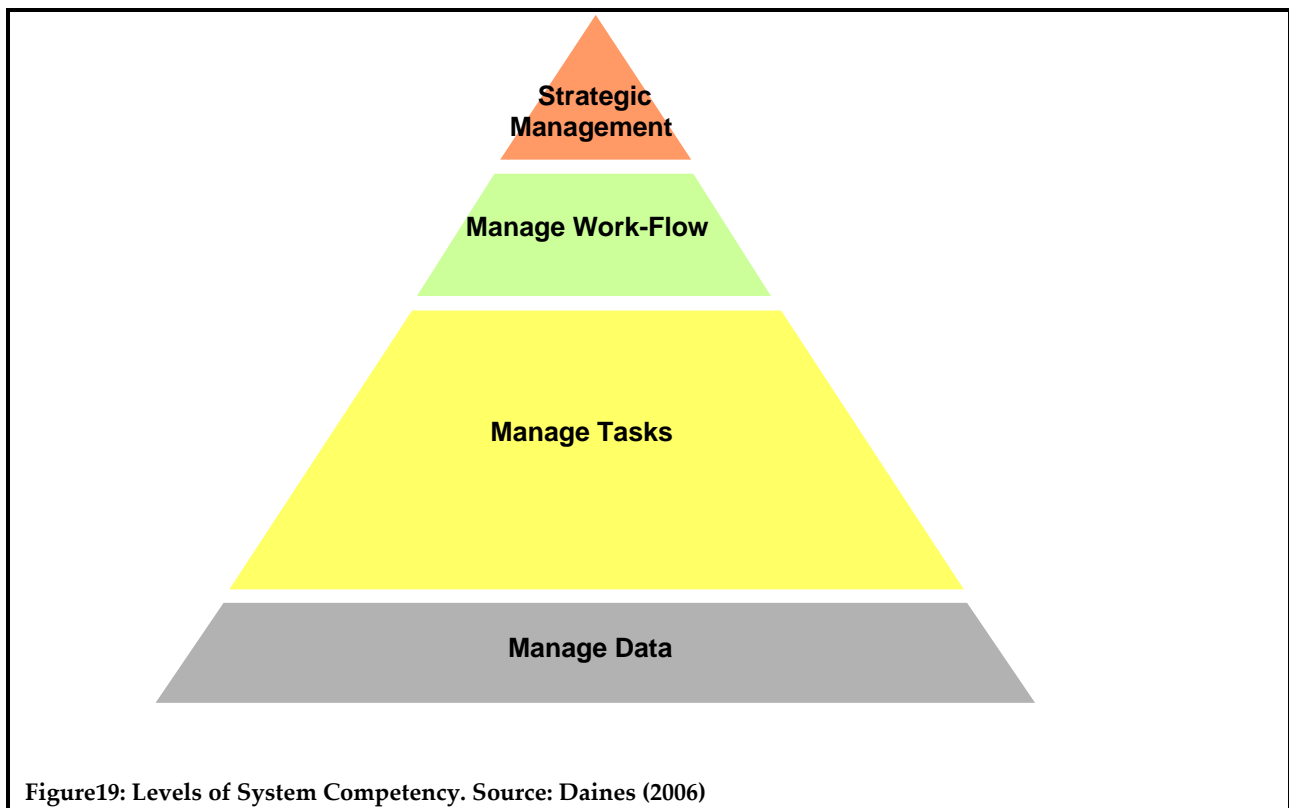 Strategic
Management
Manage Work-Flow
Manage Tasks
Manage Data
Figure19: Levels of System Competency. Source: Daines (2006)